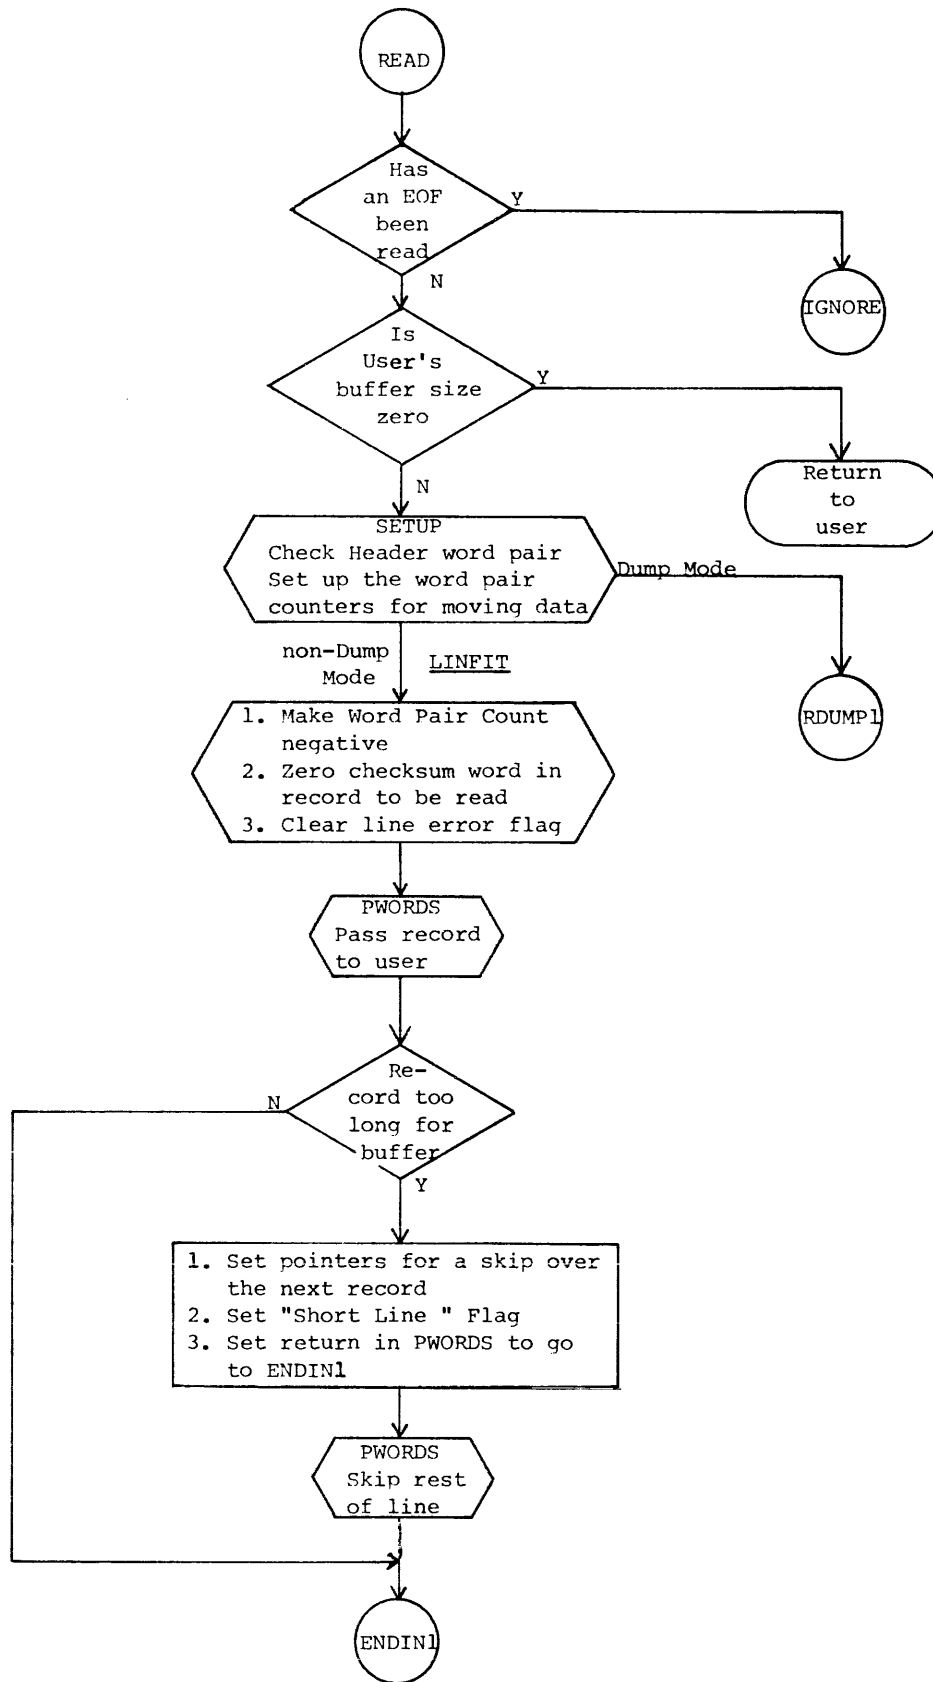 READ
Has
an EOF
been
read
Y
N
IGNORE
Is
User's
buffer size
zero
Y
N
Return
to
user
SETUP
Check Header word pair
Set up the word pair
counters for moving data
Dump Mode
non-Dump
Mode
LINFIT
RDUMP1
1. Make Word Pair Count
negative
2. Zero checksum word in
record to be read
3. Clear line error flag
PWORDS
Pass record
to user
Re-
cord too
long for
buffer
N
Y
1. Set pointers for a skip over
the next record
2. Set "Short Line " Flag
3. Set return in PWORDS to go
to ENDIN1
PWORDS
Skip rest
of line
ENDIN1